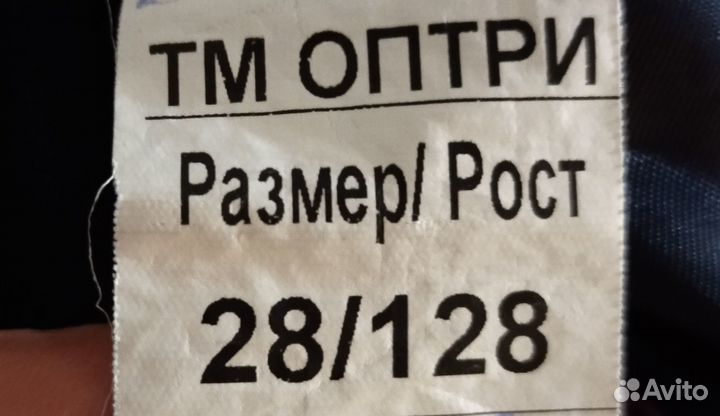 ТМ ОПТРИ
Размер/ Рост
28/128
Avito